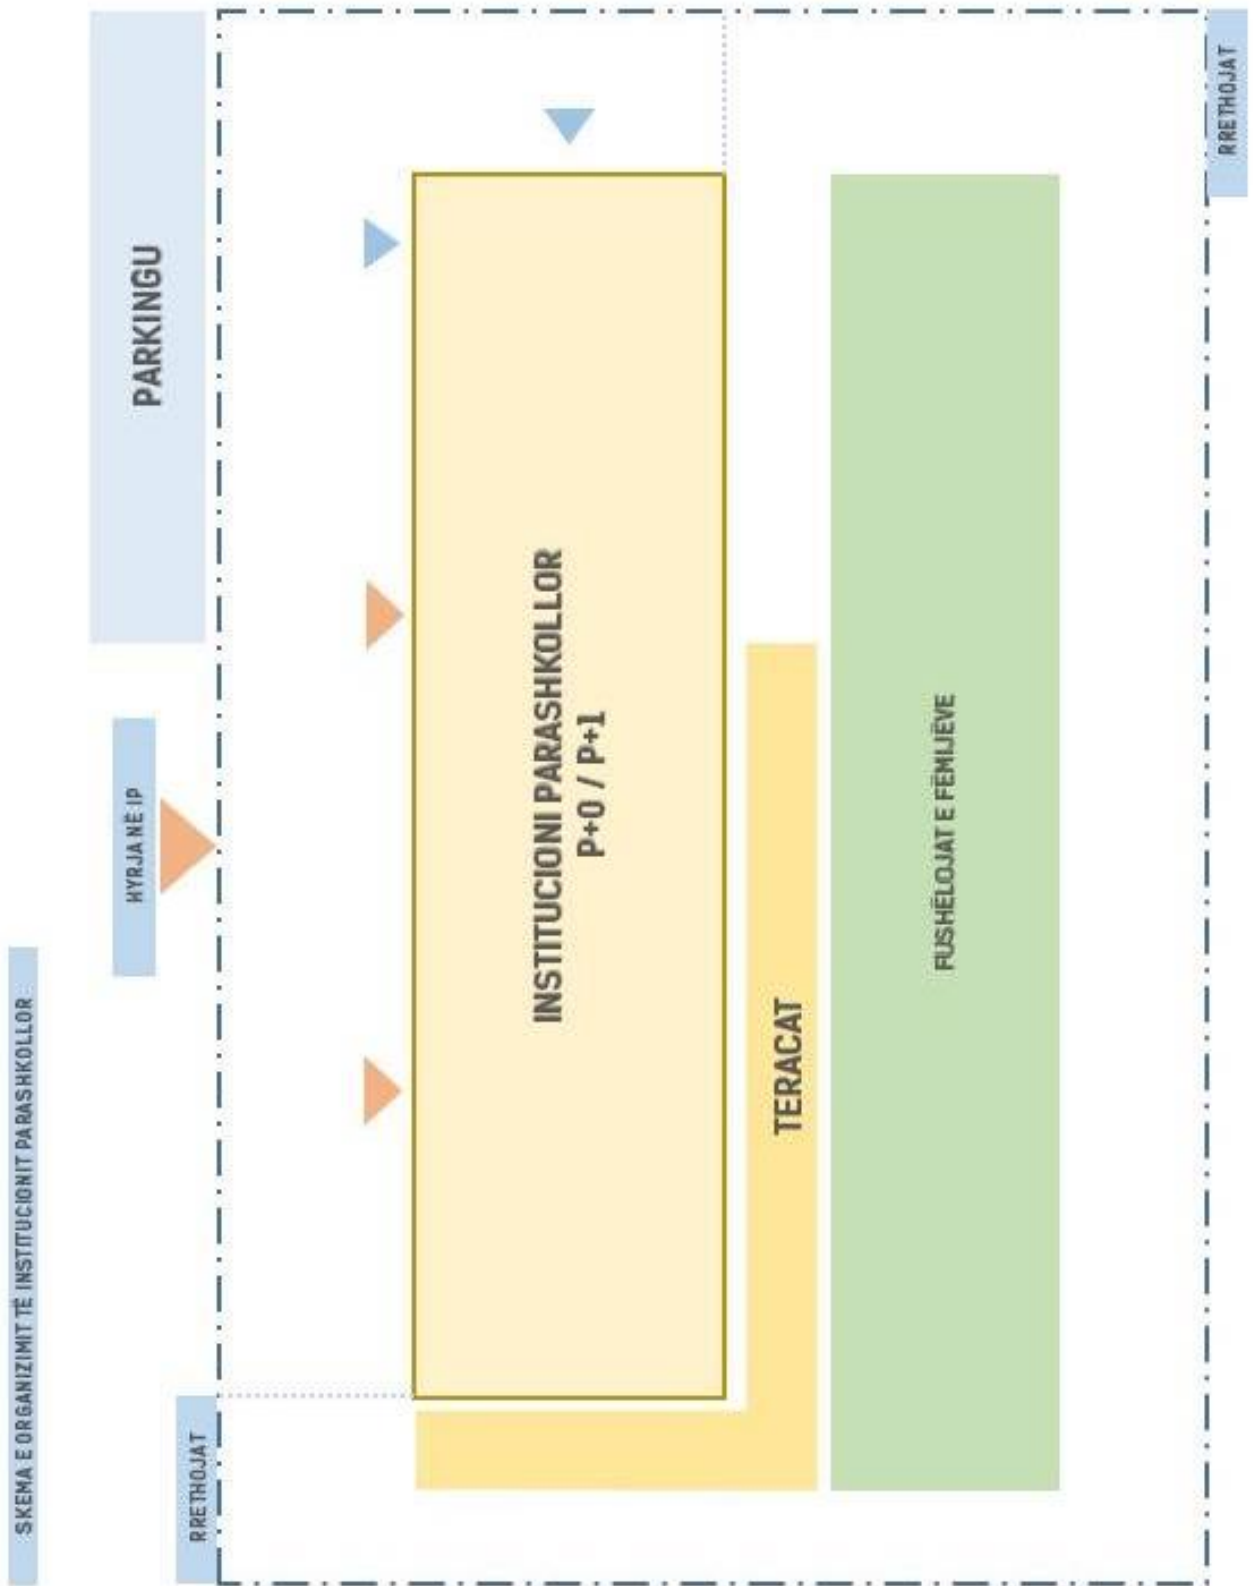 SKEMA E ORGANIZIMIT TË INSTITUCIONIT PARASHKOLLOR
HYRJA NË IP
PARKINGU
RRETHOJAT
INSTITUCIONI PARASHKOLLOR
P+0 / P+1
TERACAT
FUSHËLOJAT E FËMIJËVE
RRETHOJAT